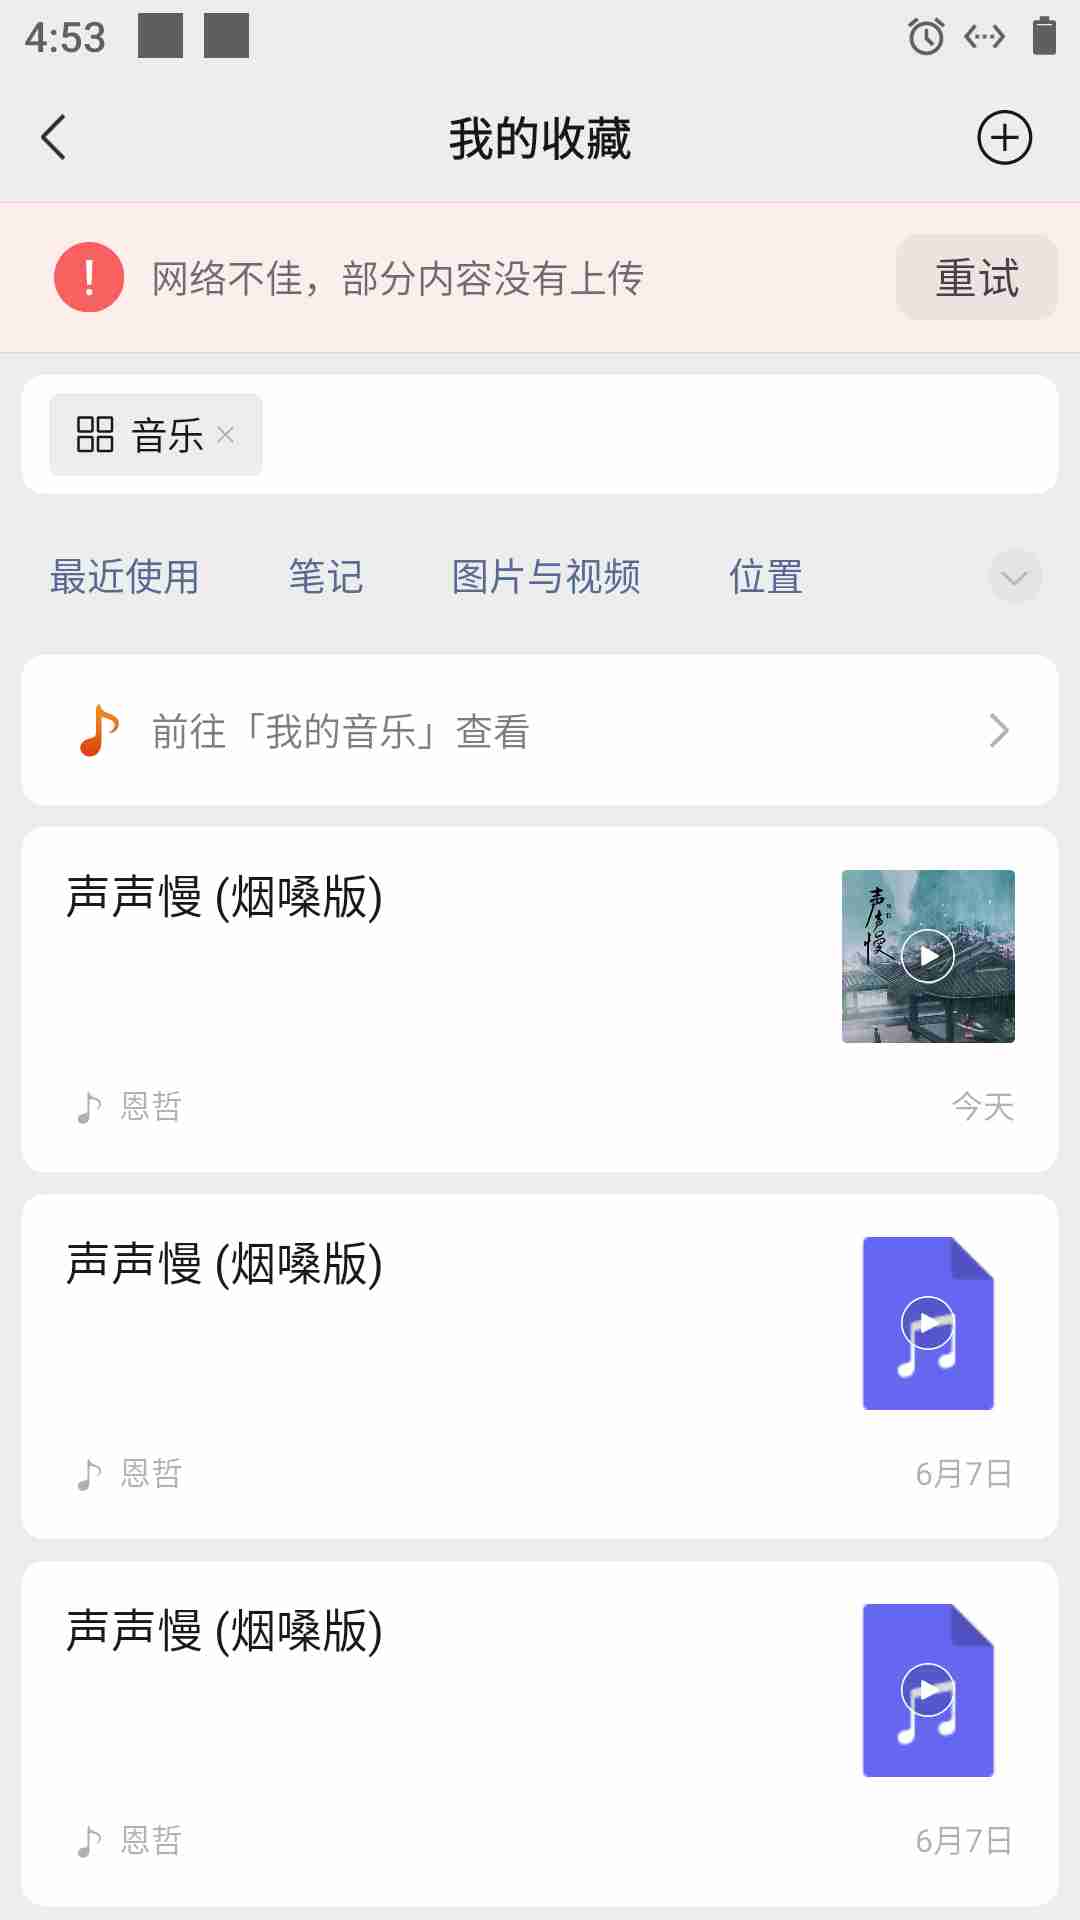 4:53
我的收藏
网络不佳，部分内容没有上传
重试
音乐
最近使用 笔记 图片与视频 位置
前往「我的音乐」查看
声声慢 (烟嗓版)
声声慢
恩哲 今天
声声慢 (烟嗓版)
恩哲 6月7日
声声慢 (烟嗓版)
恩哲 6月7日